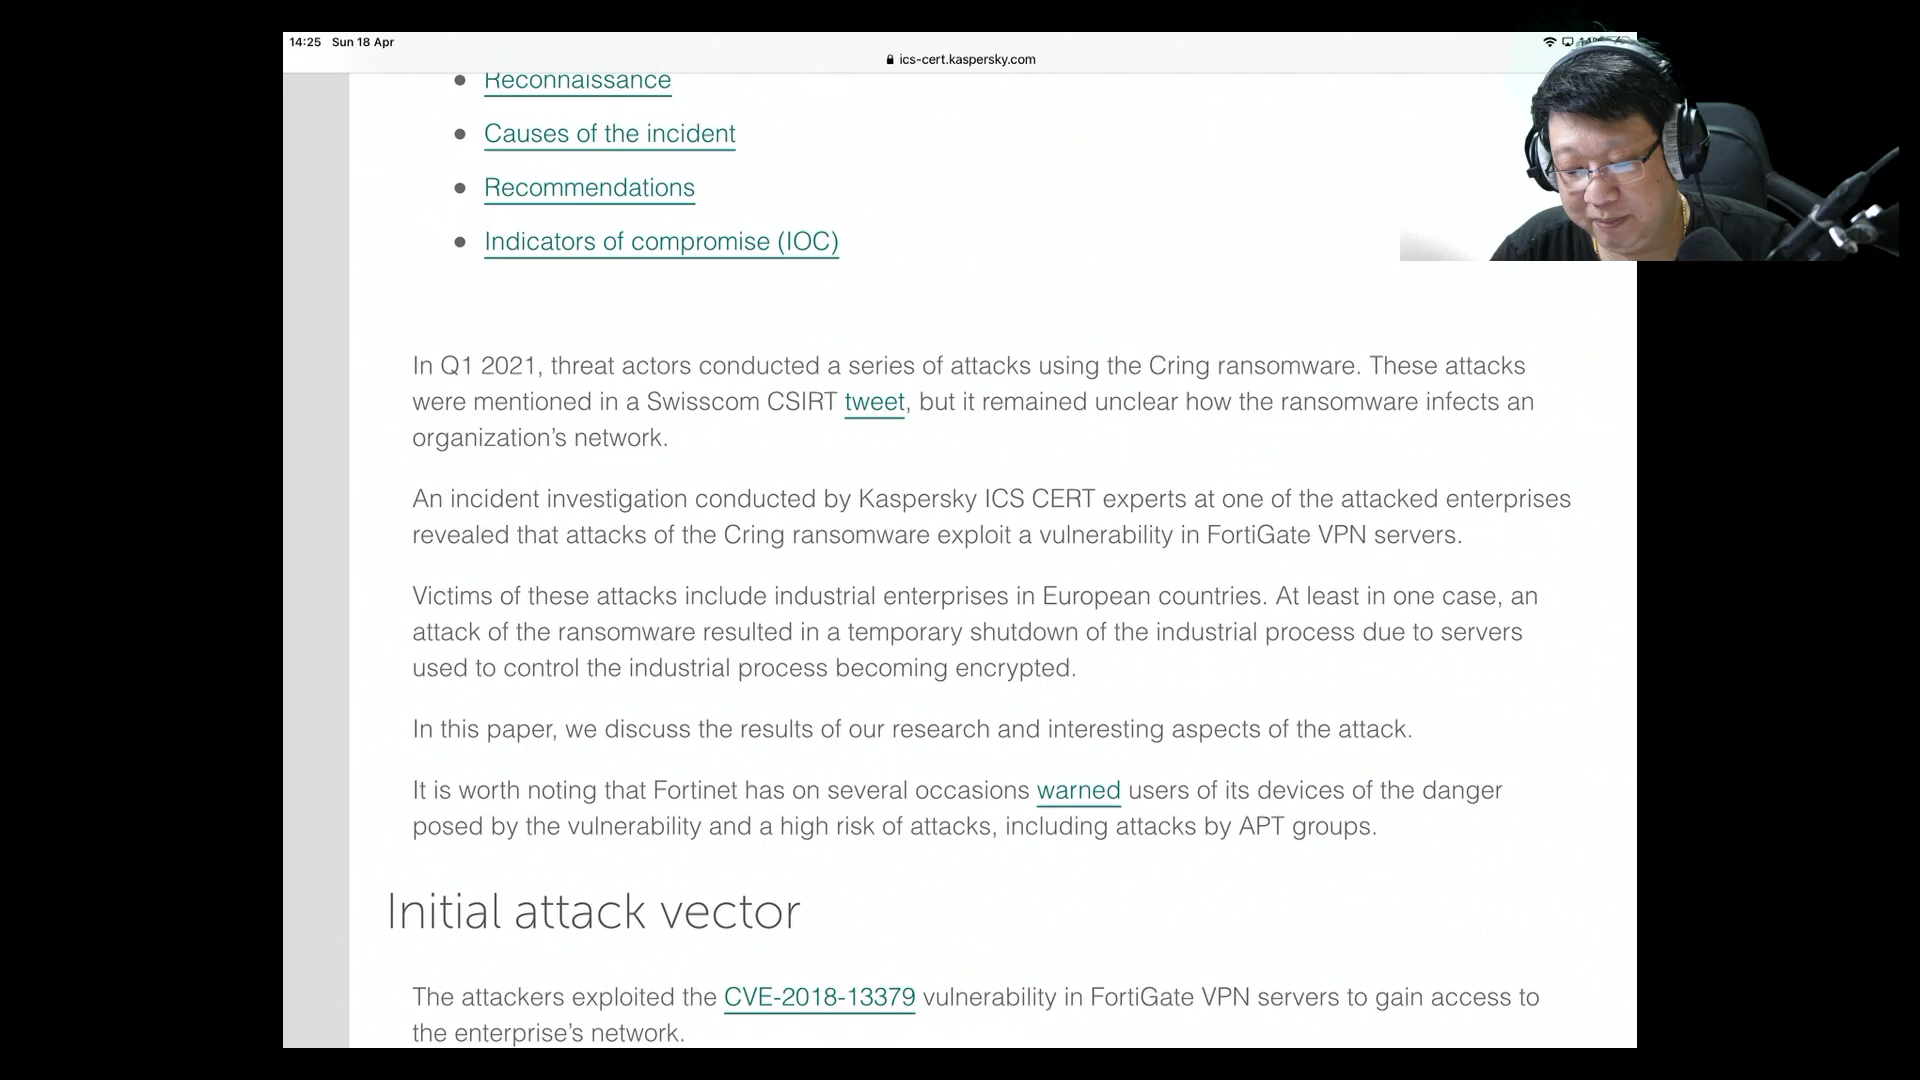 14:25 Sun 18 Apr
ics-cert.kaspersky.com
Reconnaissance
Causes of the incident
Recommendations
Indicators of compromise (IOC)
In Q1 2021, threat actors conducted a series of attacks using the Cring ransomware. These attacks
were mentioned in a Swisscom CSIRT tweet, but it remained unclear how the ransomware infects an
organization’s network.
An incident investigation conducted by Kaspersky ICS CERT experts at one of the attacked enterprises
revealed that attacks of the Cring ransomware exploit a vulnerability in FortiGate VPN servers.
Victims of these attacks include industrial enterprises in European countries. At least in one case, an
attack of the ransomware resulted in a temporary shutdown of the industrial process due to servers
used to control the industrial process becoming encrypted.
In this paper, we discuss the results of our research and interesting aspects of the attack.
It is worth noting that Fortinet has on several occasions warned users of its devices of the danger
posed by the vulnerability and a high risk of attacks, including attacks by APT groups.
Initial attack vector
The attackers exploited the CVE-2018-13379 vulnerability in FortiGate VPN servers to gain access to
the enterprise’s network.